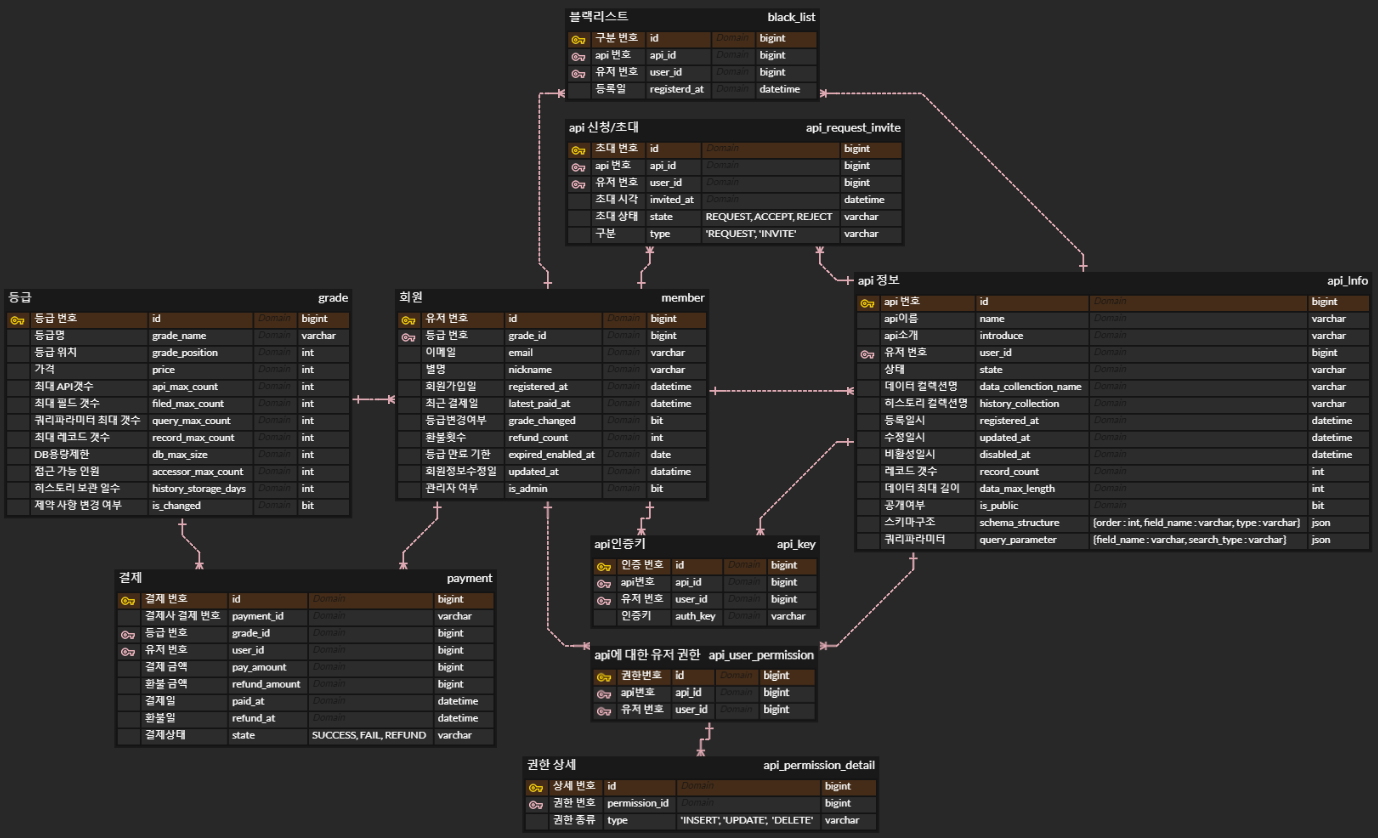 블랙리스트 black_list
구분 번호 id Domain bigint
api 번호 api_id Domain bigint
유저 번호 user_id Domain bigint
등록일 registerd_at Domain datetime
api 신청/초대 api_request_invite
초대 번호 id Domain bigint
api 번호 api_id Domain bigint
유저 번호 user_id Domain bigint
초대 시각 invited_at Domain datetime
초대 상태 state REQUEST, ACCEPT, REJECT varchar
구분 type 'REQUEST', 'INVITE' varchar
등급 grade
등급 번호 id Domain bigint
등급명 grade_name Domain varchar
등급 위치 grade_position Domain int
가격 price Domain int
최대 API갯수 api_max_count Domain int
최대 필드 갯수 filed_max_count Domain int
쿼리파라미터 최대 갯수 query_max_count Domain int
최대 레코드 갯수 record_max_count Domain int
DB용량제한 db_max_size Domain int
접근 가능 인원 accessor_max_count Domain int
히스토리 보관 일수 history_storage_days Domain int
제약 사항 변경 여부 is_changed Domain bit
회원 member
유저 번호 id Domain bigint
등급 번호 grade_id Domain bigint
이메일 email Domain varchar
별명 nickname Domain varchar
회원가입일 registered_at Domain datetime
최근 결제일 latest_paid_at Domain datetime
등급변경여부 grade_changed Domain bit
환불횟수 refund_count Domain int
등급 만료 기한 expired_enabled_at Domain date
회원정보수정일 updated_at Domain datatime
관리자 여부 is_admin Domain bit
api 정보 api_Info
api 번호 id Domain bigint
api이름 name Domain varchar
api소개 introduce Domain varchar
유저 번호 user_id Domain bigint
상태 state Domain varchar
데이터 컬렉션명 data_collenction_name Domain varchar
히스토리 컬렉션명 history_collection Domain varchar
등록일시 registered_at Domain datetime
수정일시 updated_at Domain datetime
비활성일시 disabled_at Domain datetime
레코드 갯수 record_count Domain int
데이터 최대 길이 data_max_length Domain int
공개여부 is_public Domain bit
스키마구조 schema_structure {order : int, field_name : varchar, type : varchar} json
쿼리파라미터 query_parameter {field_name : varchar, search_type : varchar} json
결제 payment
결제 번호 id Domain bigint
결제사 결제 번호 payment_id Domain varchar
등급 번호 grade_id Domain bigint
유저 번호 user_id Domain bigint
결제 금액 pay_amount Domain bigint
환불 금액 refund_amount Domain bigint
결제일 paid_at Domain datetime
환불일 refund_at Domain datetime
결제상태 state SUCCESS, FAIL, REFUND varchar
api인증키 api_key
인증 번호 id Domain bigint
api번호 api_id Domain bigint
유저 번호 user_id Domain bigint
인증키 auth_key Domain varchar
api에 대한 유저 권한 api_user_permission
권한번호 id Domain bigint
api번호 api_id Domain bigint
유저 번호 user_id Domain bigint
권한 상세 api_permission_detail
상세 번호 id Domain bigint
권한 번호 permission_id Domain bigint
권한 종류 type 'INSERT', 'UPDATE', 'DELETE' varchar